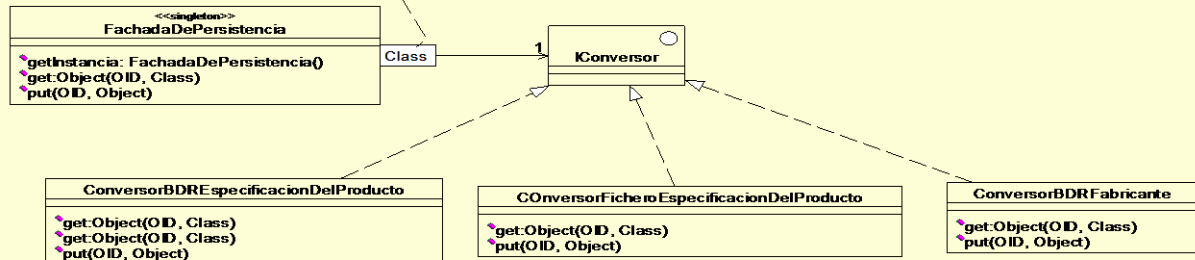 <<singleton>>
FachadaDePersistencia
getInstancia: FachadaDePersistencia()
get:Object(OID, Class)
put(OID, Object)
Class
1
IConversor
ConversorBDREspecificacionDelProducto
get:Object(OID, Class)
get:Object(OID, Class)
put(OID, Object)
COnversorFicheroEspecificacionDelProducto
get:Object(OID, Class)
put(OID, Object)
ConversorBDRFabricante
get:Object(OID, Class)
put(OID, Object)